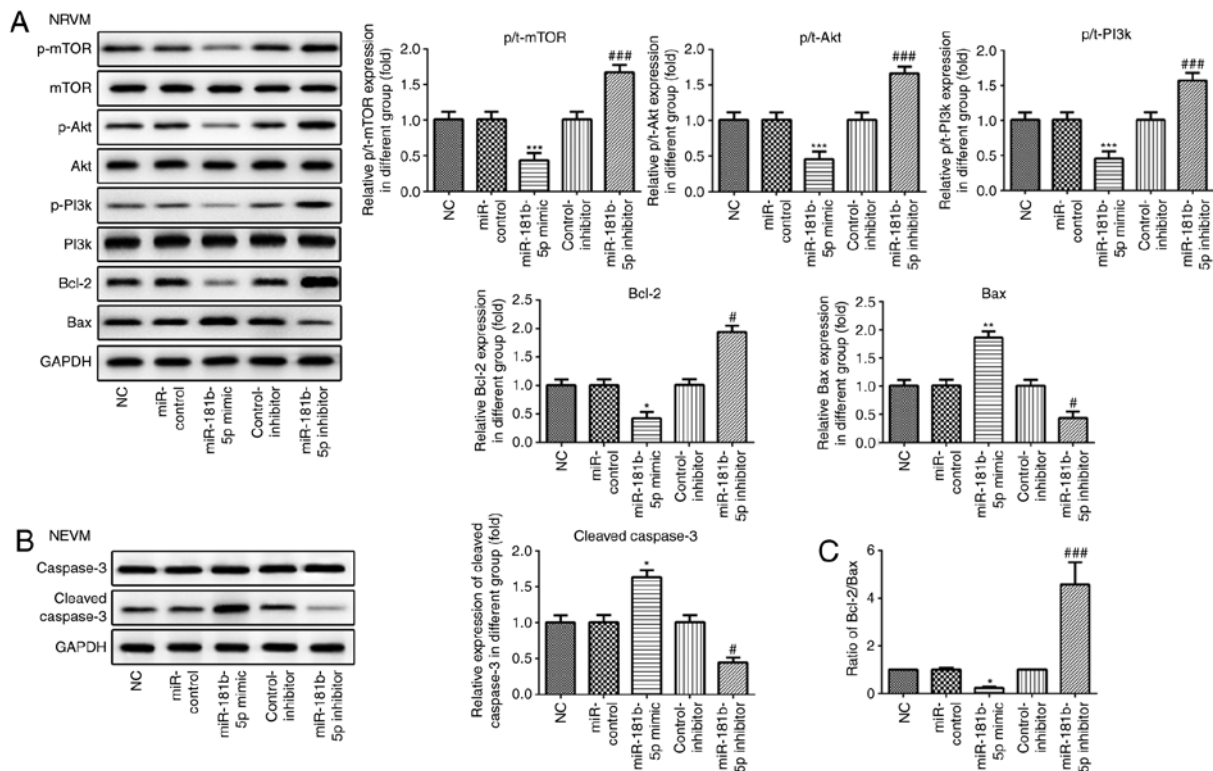 A
NRVM
p-mTOR
mTOR
p-Akt
Akt
p-PI3k
PI3k
Bcl-2
Bax
GAPDH
NC
miR-
control
miR-181b-
5p mimic
Control-
inhibitor
miR-181b-
5p inhibitor
p/t-mTOR
Relative p/t-mTOR expression
in different group (fold)
2.0
1.5
1.0
0.5
0
***
###
NC
miR-
control
miR-181b-
5p mimic
Control-
inhibitor
miR-181b-
5p inhibitor
p/t-Akt
Relative p/t-Akt expression
in different group (fold)
2.0
1.5
1.0
0.5
0
***
###
NC
miR-
control
miR-181b-
5p mimic
Control-
inhibitor
miR-181b-
5p inhibitor
p/t-PI3k
Relative p/t-PI3k expression
in different group (fold)
2.0
1.5
1.0
0.5
0
***
###
NC
miR-
control
miR-181b-
5p mimic
Control-
inhibitor
miR-181b-
5p inhibitor
Bcl-2
Relative Bcl-2 expression
in different group (fold)
2.5
2.0
1.5
1.0
0.5
0
*
#
NC
miR-
control
miR-181b-
5p mimic
Control-
inhibitor
miR-181b-
5p inhibitor
Bax
Relative Bax expression
in different group (fold)
2.5
2.0
1.5
1.0
0.5
0.0
**
#
NC
miR-
control
miR-181b-
5p mimic
Control-inhibitor
miR-181b-
5p inhibitor
B
NEVM
Caspase-3
Cleaved
caspase-3
GAPDH
NC
miR-
control
miR-181b-
5p mimic
Control-
inhibitor
miR-181b-
5p inhibitor
Cleaved caspase-3
Relative expression of cleaved
caspase-3 in different group (fold)
2.0
1.5
1.0
0.5
0.0
*
#
NC
miR-
control
miR-181b-
5p mimic
Control-inhibitor
miR-181b-
5p inhibitor
C
Ratio of Bcl-2/Bax
6
4
2
0
*
###
NC
miR-
control
miR-181b-
5p mimic
Control-inhibitor
miR-181b-
5p inhibitor